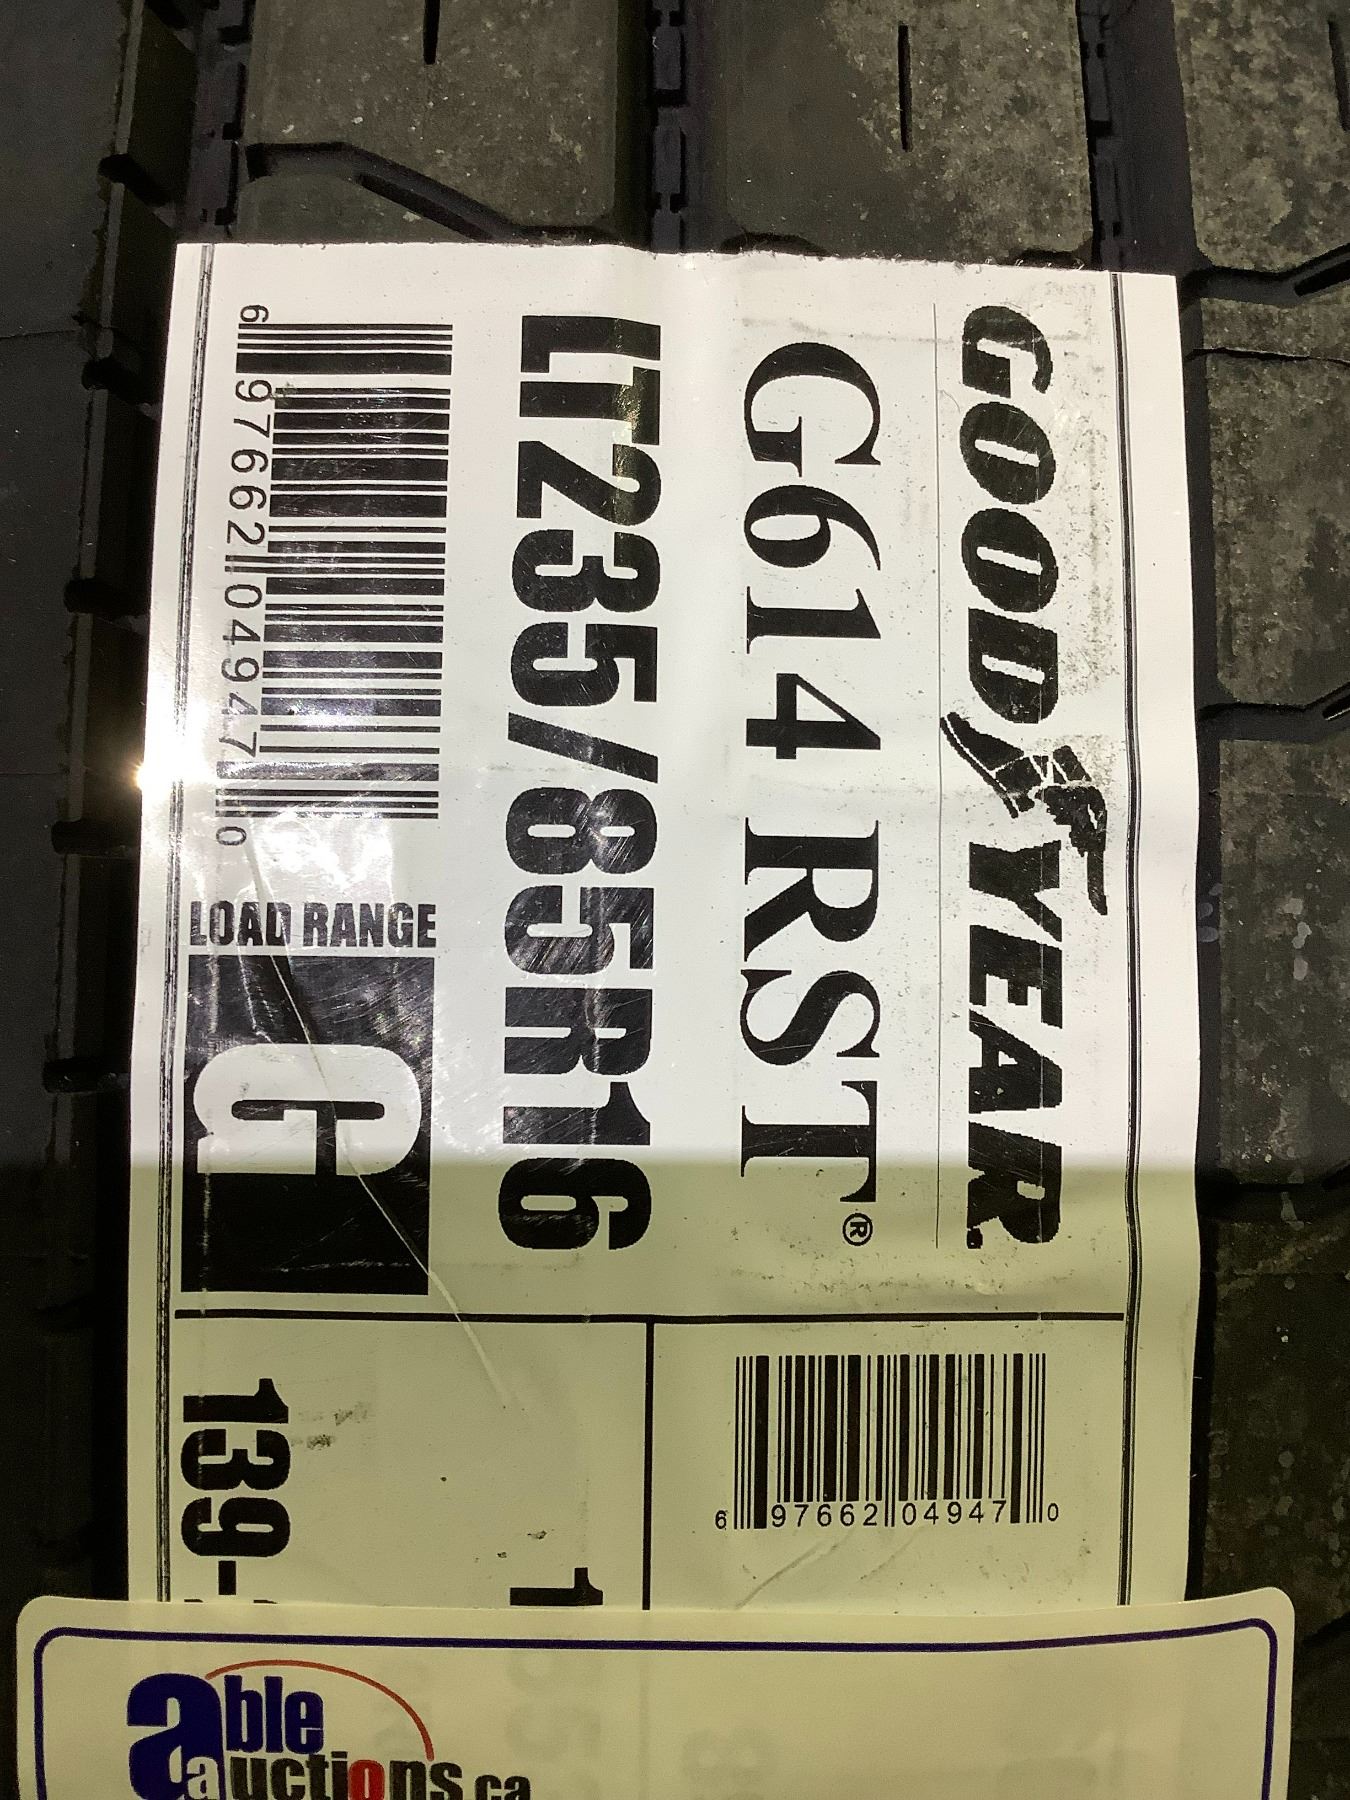 GOODYEAR
G614 RST®
LT235/85R16
6 97662 04947 0
LOAD RANGE
G
6 97662 04947 0
1
139-
able
auctions.ca